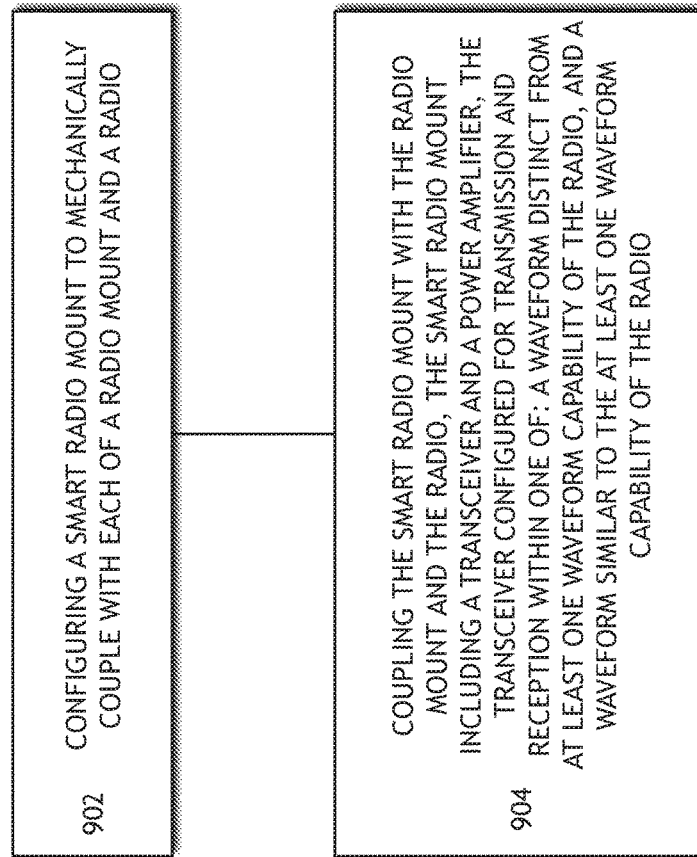 902
CONFIGURING A SMART RADIO MOUNT TO MECHANICALLY
COUPLE WITH EACH OF A RADIO MOUNT AND A RADIO
904
COUPLING THE SMART RADIO MOUNT WITH THE RADIO
MOUNT AND THE RADIO, THE SMART RADIO MOUNT
INCLUDING A TRANSCEIVER AND A POWER AMPLIFIER, THE
TRANSCEIVER CONFIGURED FOR TRANSMISSION AND
RECEPTION WITHIN ONE OF: A WAVEFORM DISTINCT FROM
AT LEAST ONE WAVEFORM CAPABILITY OF THE RADIO, AND A
WAVEFORM SIMILAR TO THE AT LEAST ONE WAVEFORM
CAPABILITY OF THE RADIO